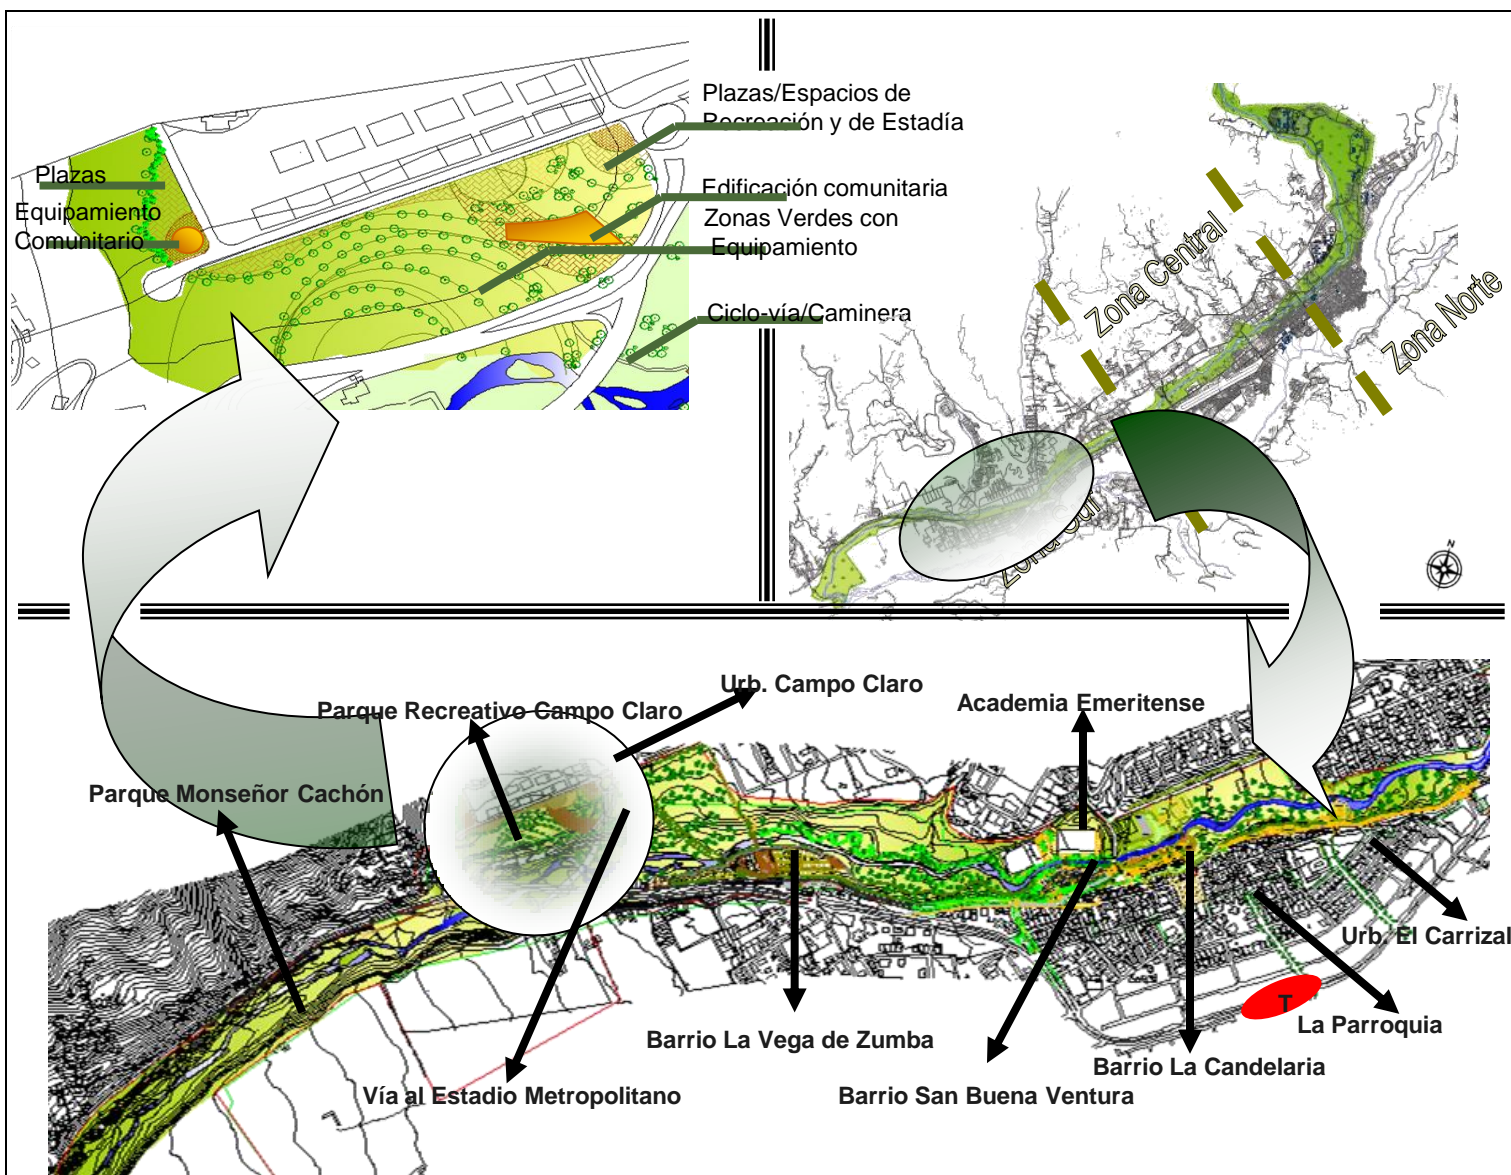 Plazas/Espacios de
Recreación y de Estadía
Plazas
Edificación comunitaria
Equipamiento
Comunitario
Zonas Verdes con
Equipamiento
Ciclo-vía/Caminera
Zona Central
Zona Norte
Zona Sur
N
Urb. Campo Claro
Parque Recreativo Campo Claro
Academia Emeritense
Parque Monseñor Cachón
Urb. El Carrizal
T
La Parroquia
Barrio La Vega de Zumba
Barrio La Candelaria
Vía al Estadio Metropolitano
Barrio San Buena Ventura